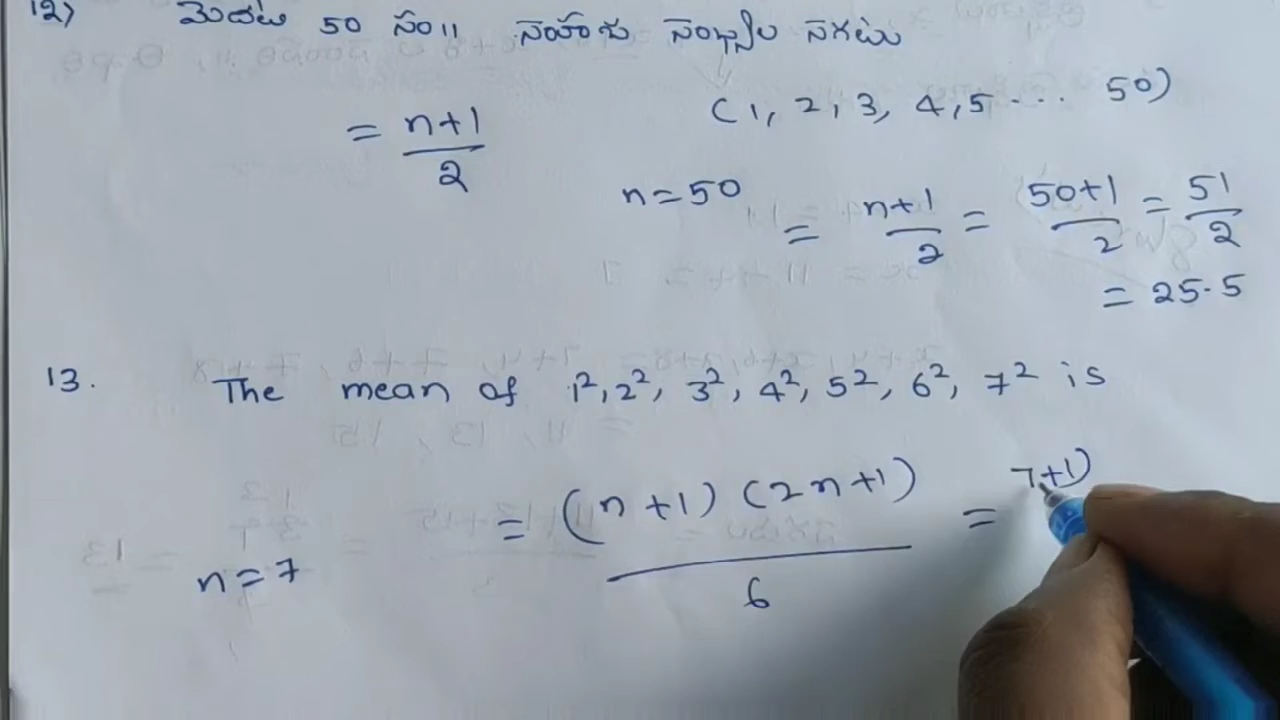 12) మొదటి 50 సం|| సహజ సంఖ్యల సగటు
(1, 2, 3, 4, 5 ... 50)
= n+1/2
n=50 = n+1/2 = 50+1/2 = 51/2
= 25.5
13. The mean of 1², 2², 3², 4², 5², 6², 7² is
n=7 = (n+1) (2n+1)/6 = 7+1)